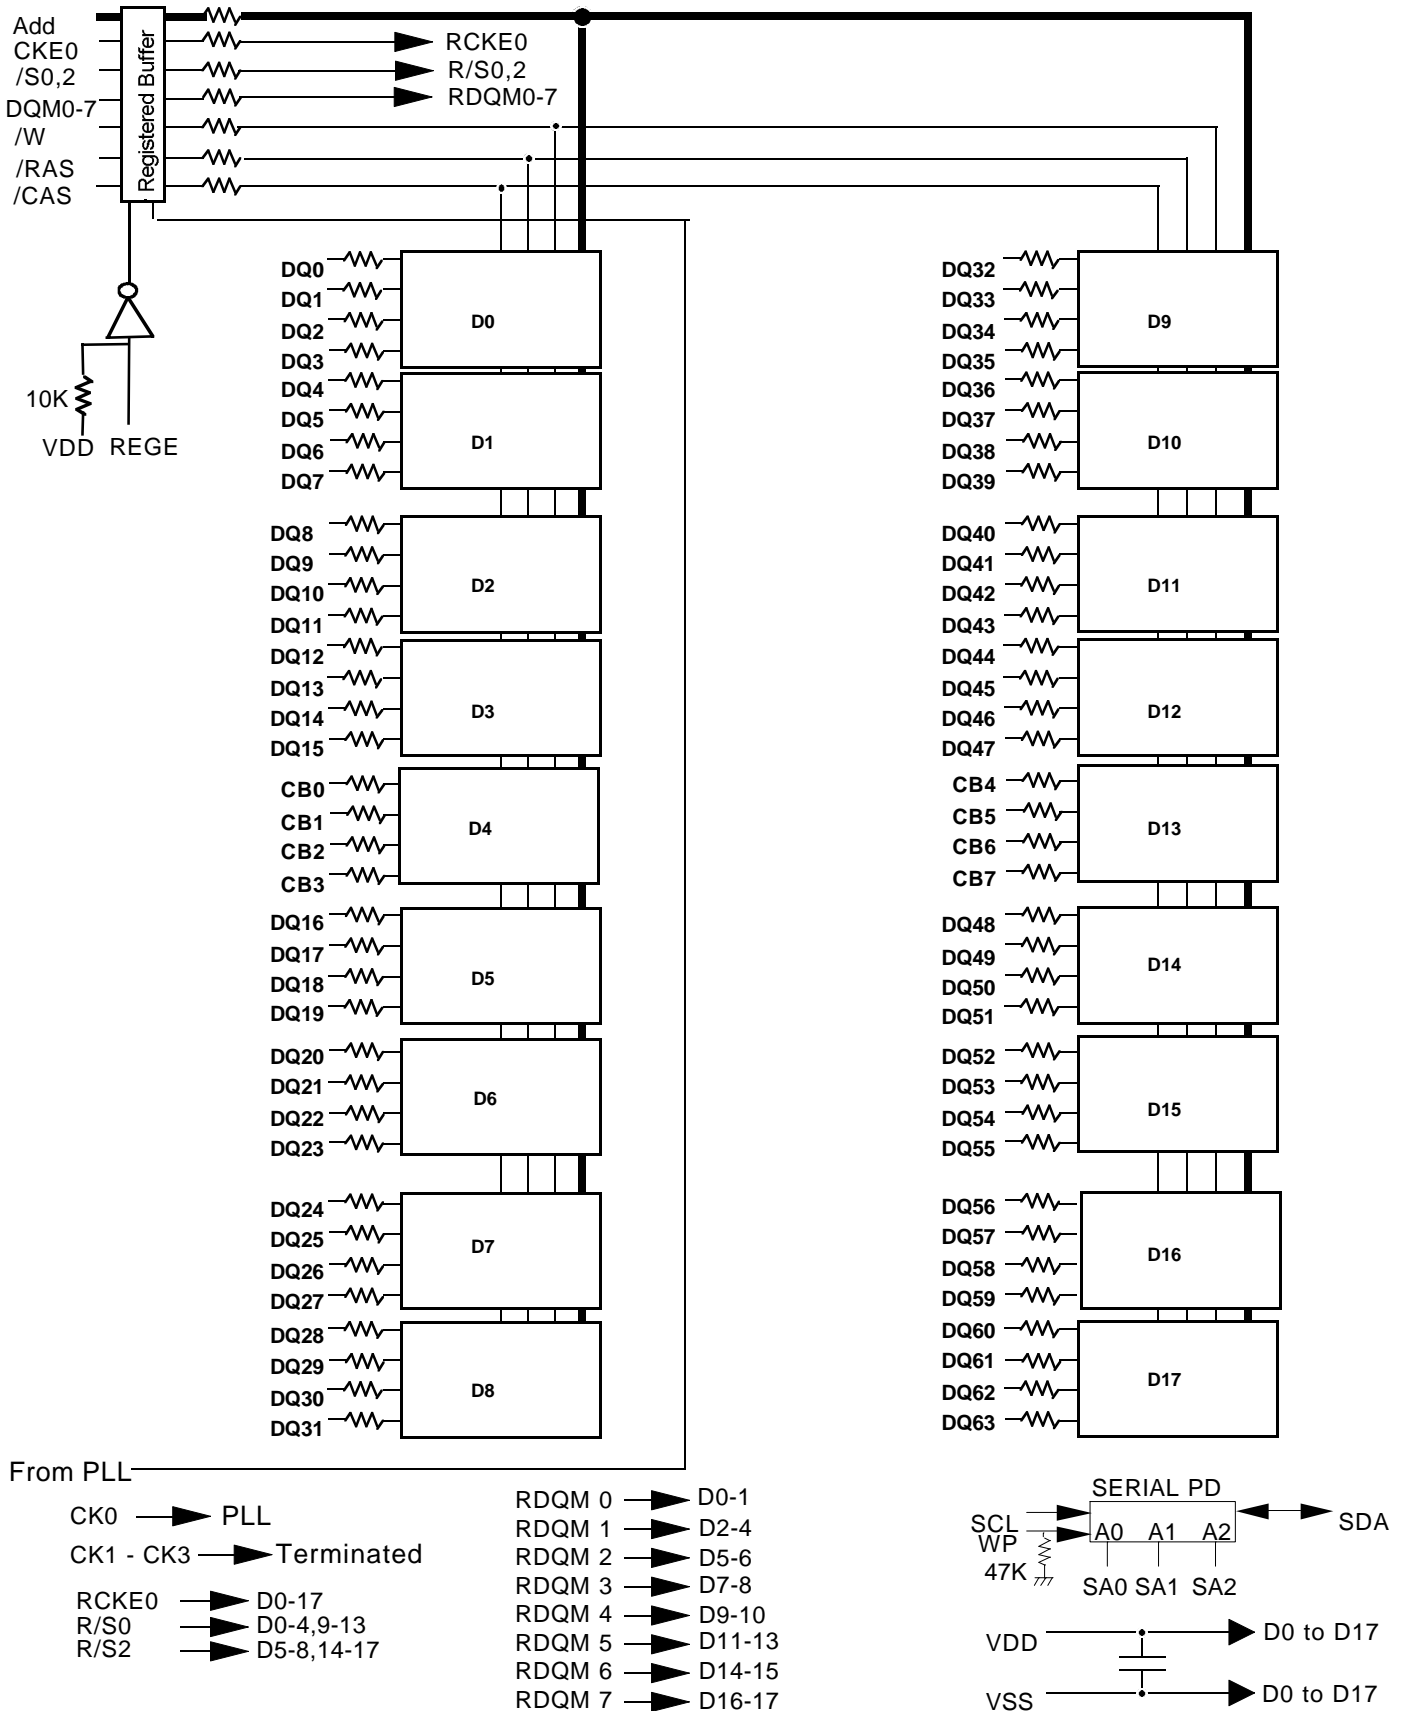 Add
CKE0
/S0,2
DQM0-7
/W
/RAS
/CAS
Registered Buffer
RCKE0
R/S0,2
RDQM0-7
10K
VDD REGE
DQ0
DQ1
DQ2
DQ3
D0
DQ4
DQ5
DQ6
DQ7
D1
DQ8
DQ9
DQ10
DQ11
D2
DQ12
DQ13
DQ14
DQ15
D3
CB0
CB1
CB2
CB3
D4
DQ16
DQ17
DQ18
DQ19
D5
DQ20
DQ21
DQ22
DQ23
D6
DQ24
DQ25
DQ26
DQ27
D7
DQ28
DQ29
DQ30
DQ31
D8
DQ32
DQ33
DQ34
DQ35
D9
DQ36
DQ37
DQ38
DQ39
D10
DQ40
DQ41
DQ42
DQ43
D11
DQ44
DQ45
DQ46
DQ47
D12
CB4
CB5
CB6
CB7
D13
DQ48
DQ49
DQ50
DQ51
D14
DQ52
DQ53
DQ54
DQ55
D15
DQ56
DQ57
DQ58
DQ59
D16
DQ60
DQ61
DQ62
DQ63
D17
From PLL
CK0 PLL
CK1 - CK3 Terminated
RCKE0 D0-17
R/S0 D0-4,9-13
R/S2 D5-8,14-17
RDQM 0 D0-1
RDQM 1 D2-4
RDQM 2 D5-6
RDQM 3 D7-8
RDQM 4 D9-10
RDQM 5 D11-13
RDQM 6 D14-15
RDQM 7 D16-17
SERIAL PD
SCL
WP
47K
A0 A1 A2
SDA
SA0 SA1 SA2
VDD D0 to D17
VSS D0 to D17